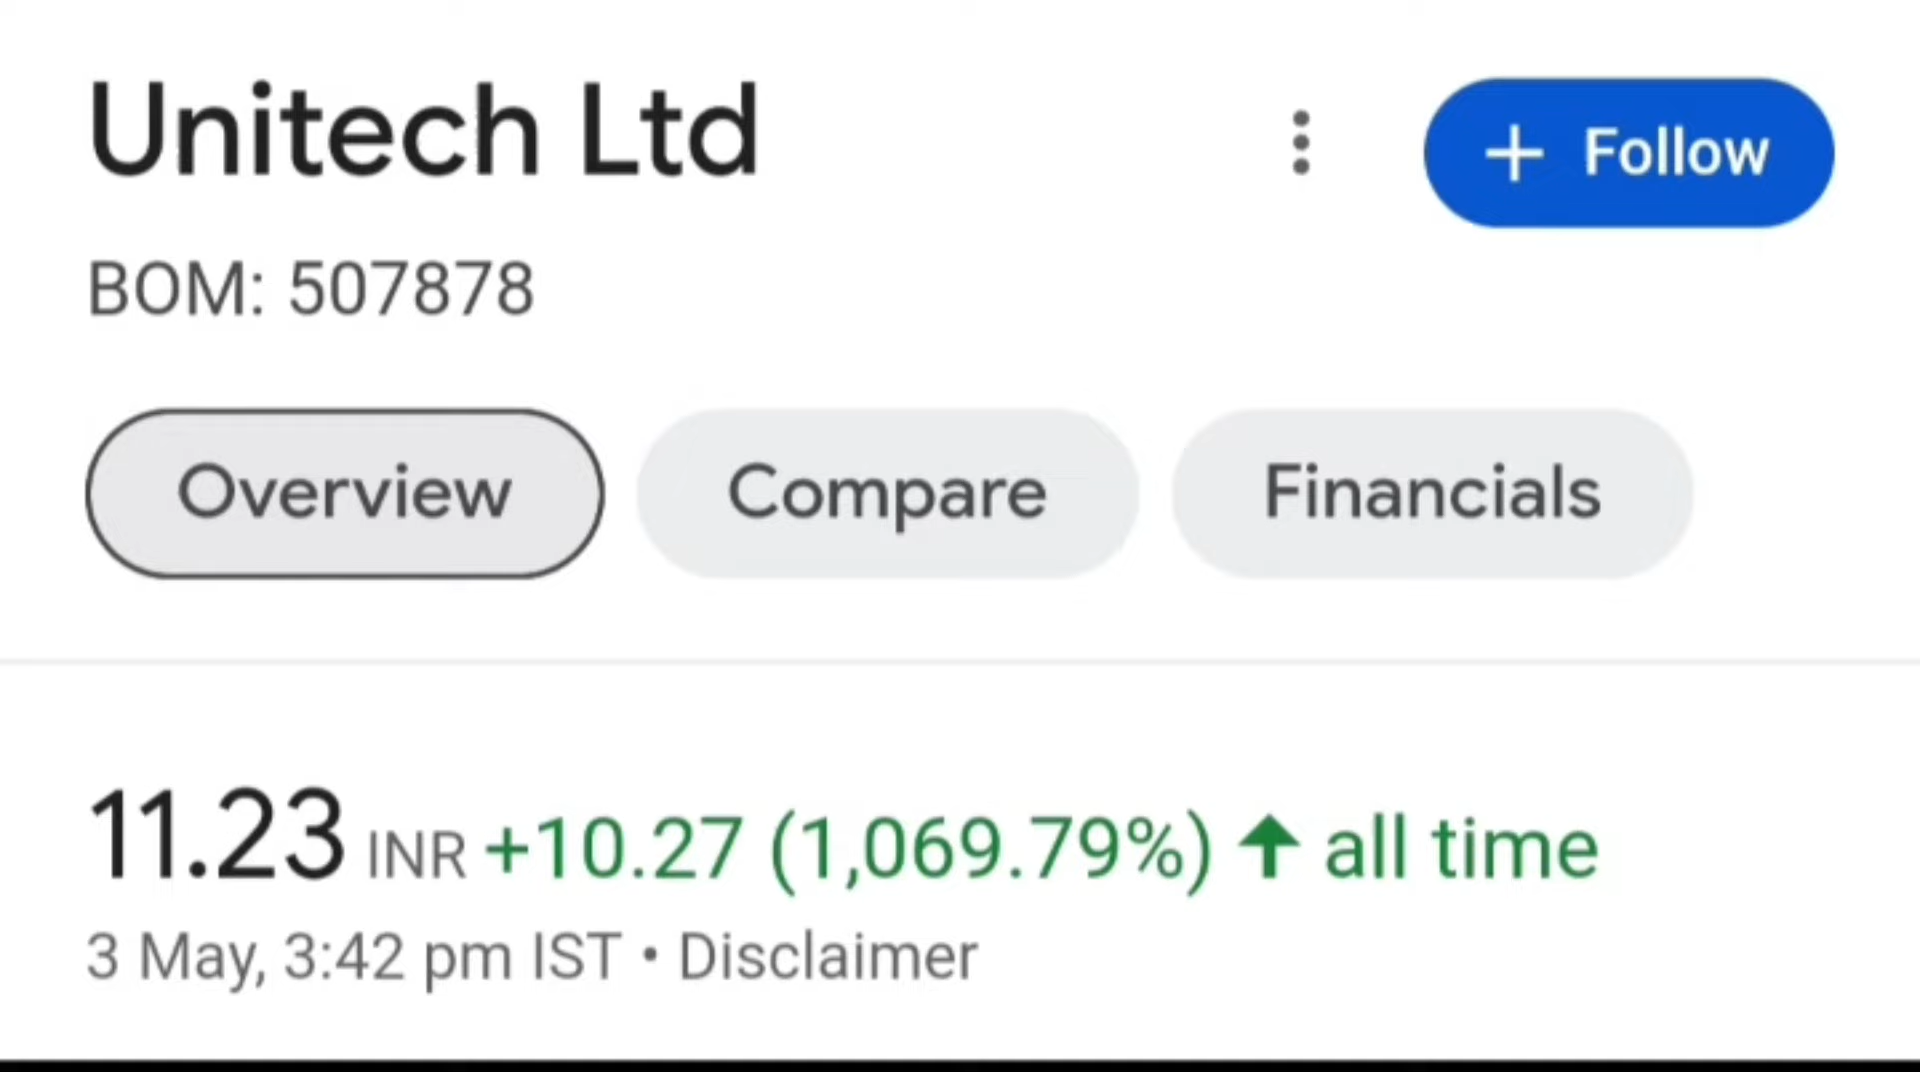 Unitech Ltd
+ Follow
BOM: 507878
Overview
Compare
Financials
11.23 INR +10.27 (1,069.79%) ↑ all time
3 May, 3:42 pm IST • Disclaimer